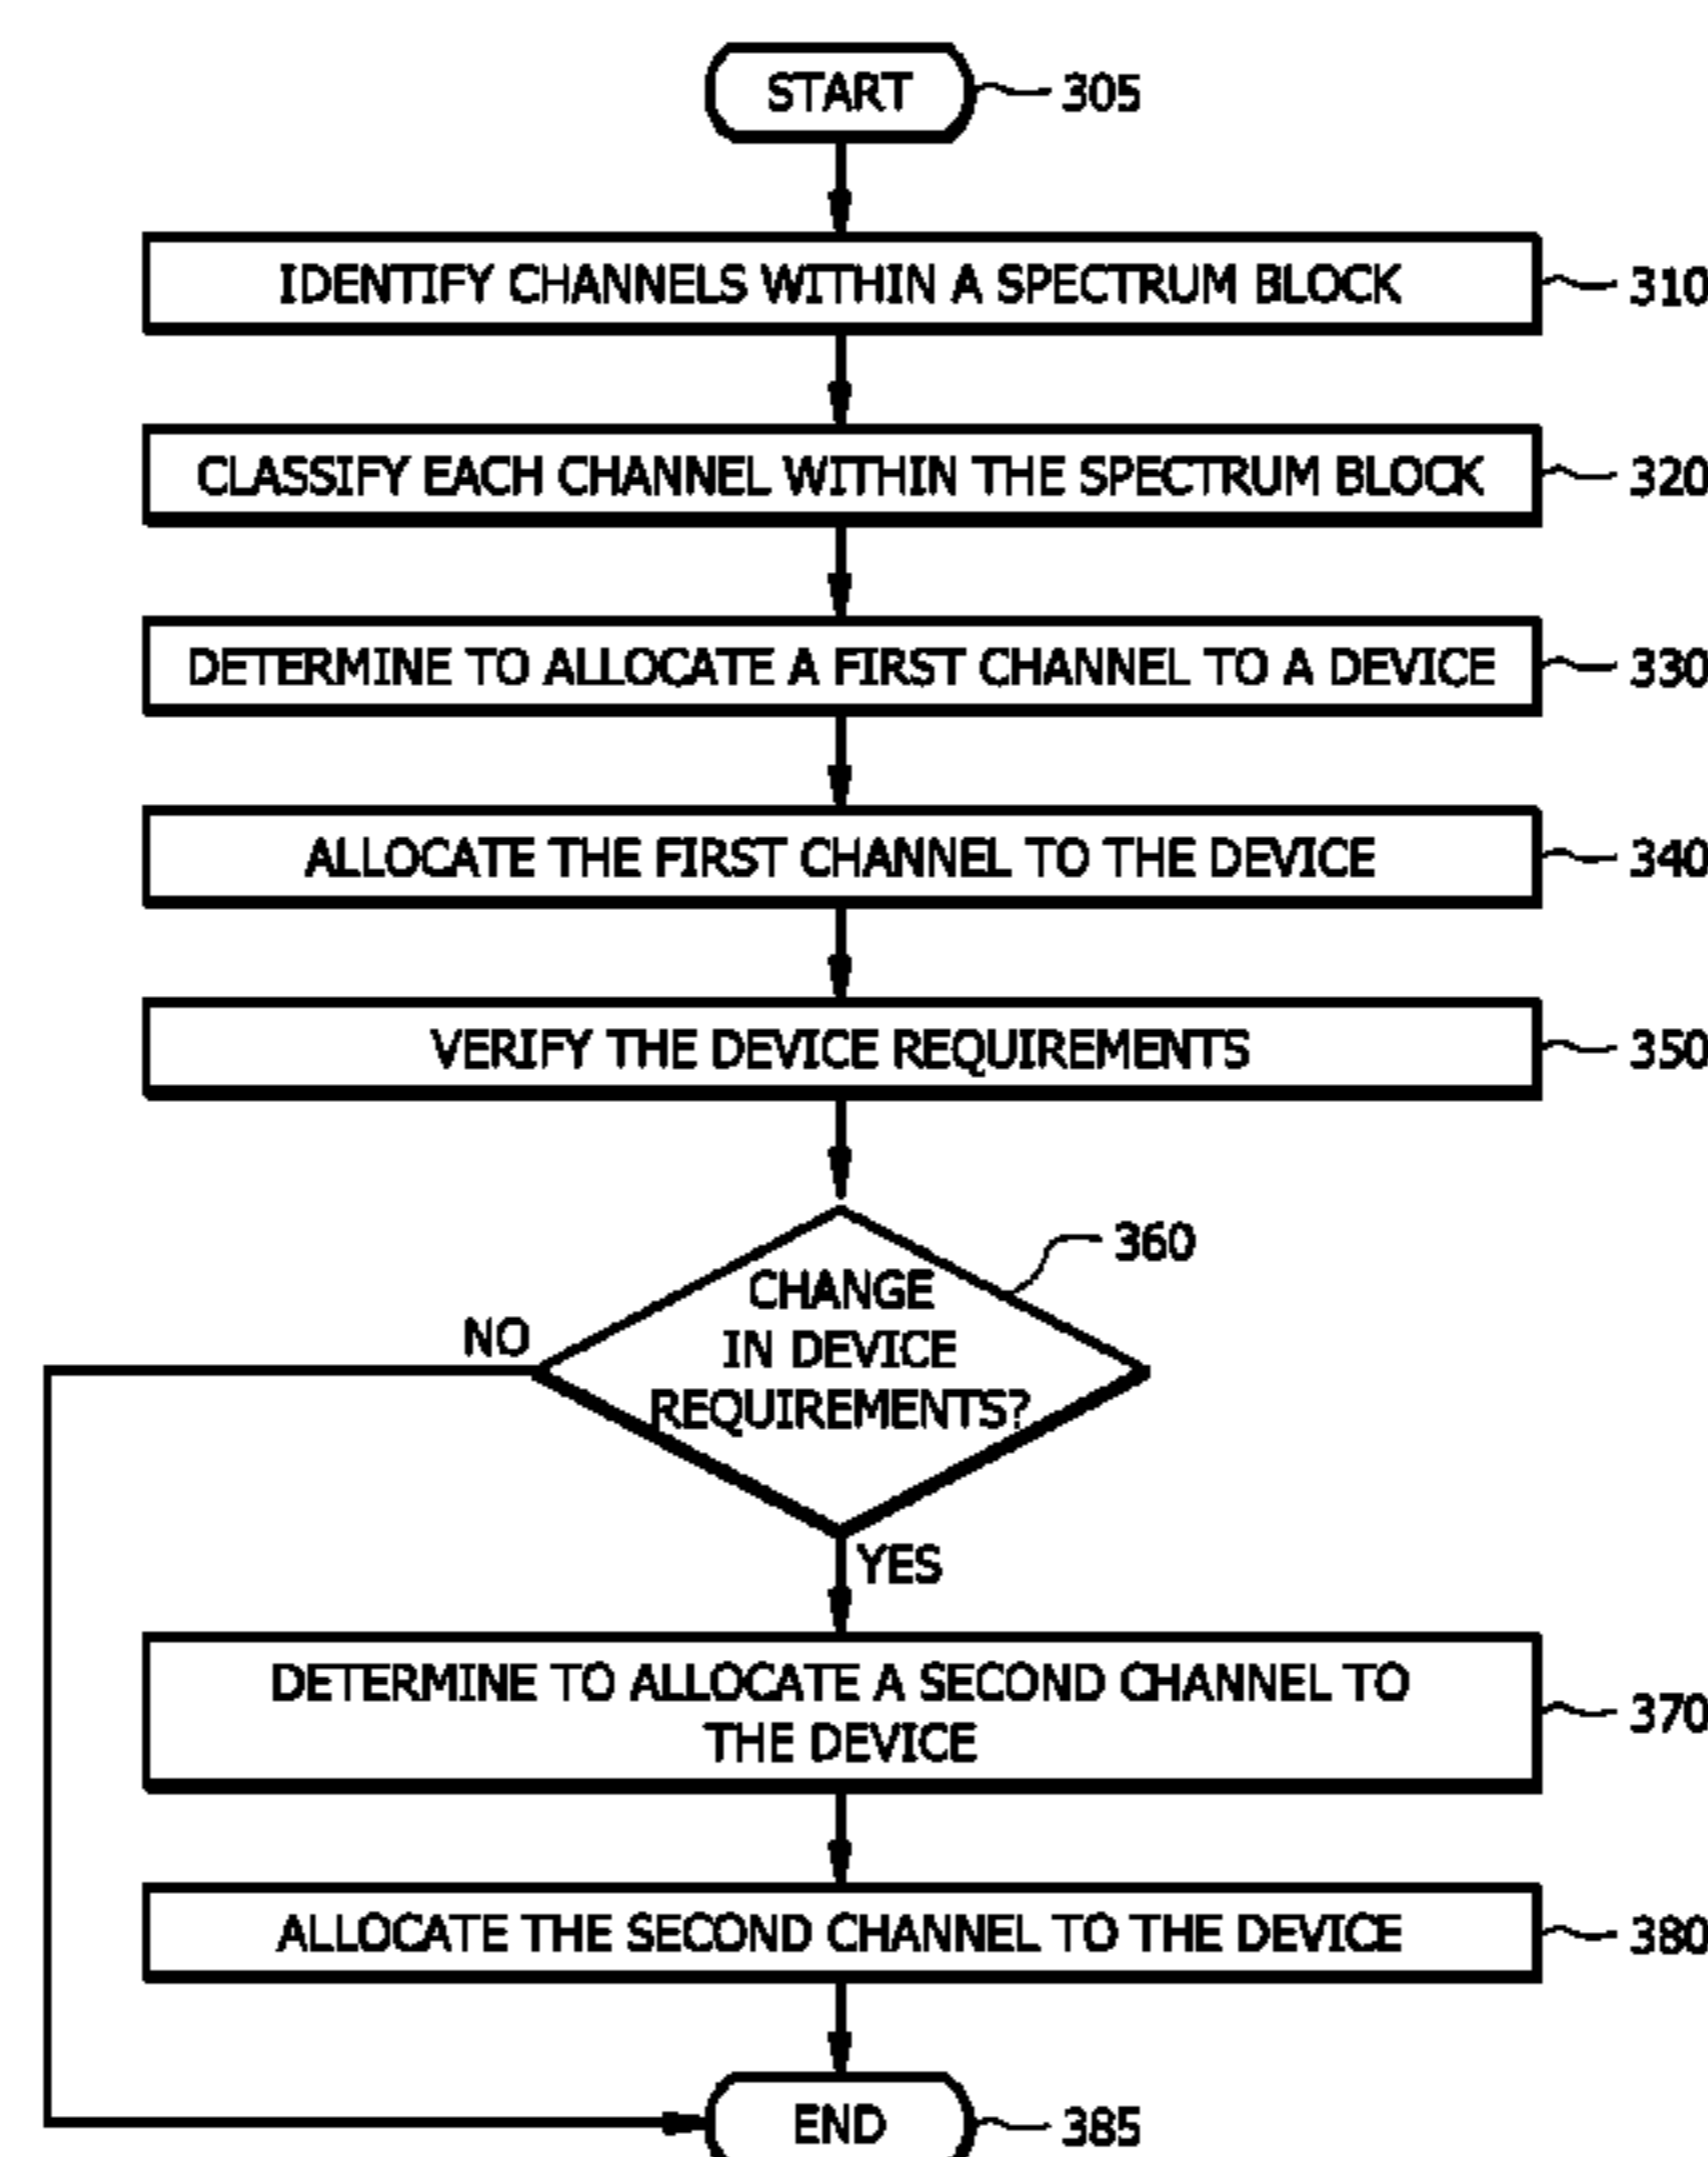 START
305
IDENTIFY CHANNELS WITHIN A SPECTRUM BLOCK
310
CLASSIFY EACH CHANNEL WITHIN THE SPECTRUM BLOCK
320
DETERMINE TO ALLOCATE A FIRST CHANNEL TO A DEVICE
330
ALLOCATE THE FIRST CHANNEL TO THE DEVICE
340
VERIFY THE DEVICE REQUIREMENTS
350
360
CHANGE
IN DEVICE
REQUIREMENTS?
NO
YES
DETERMINE TO ALLOCATE A SECOND CHANNEL TO
THE DEVICE
370
ALLOCATE THE SECOND CHANNEL TO THE DEVICE
380
END
385